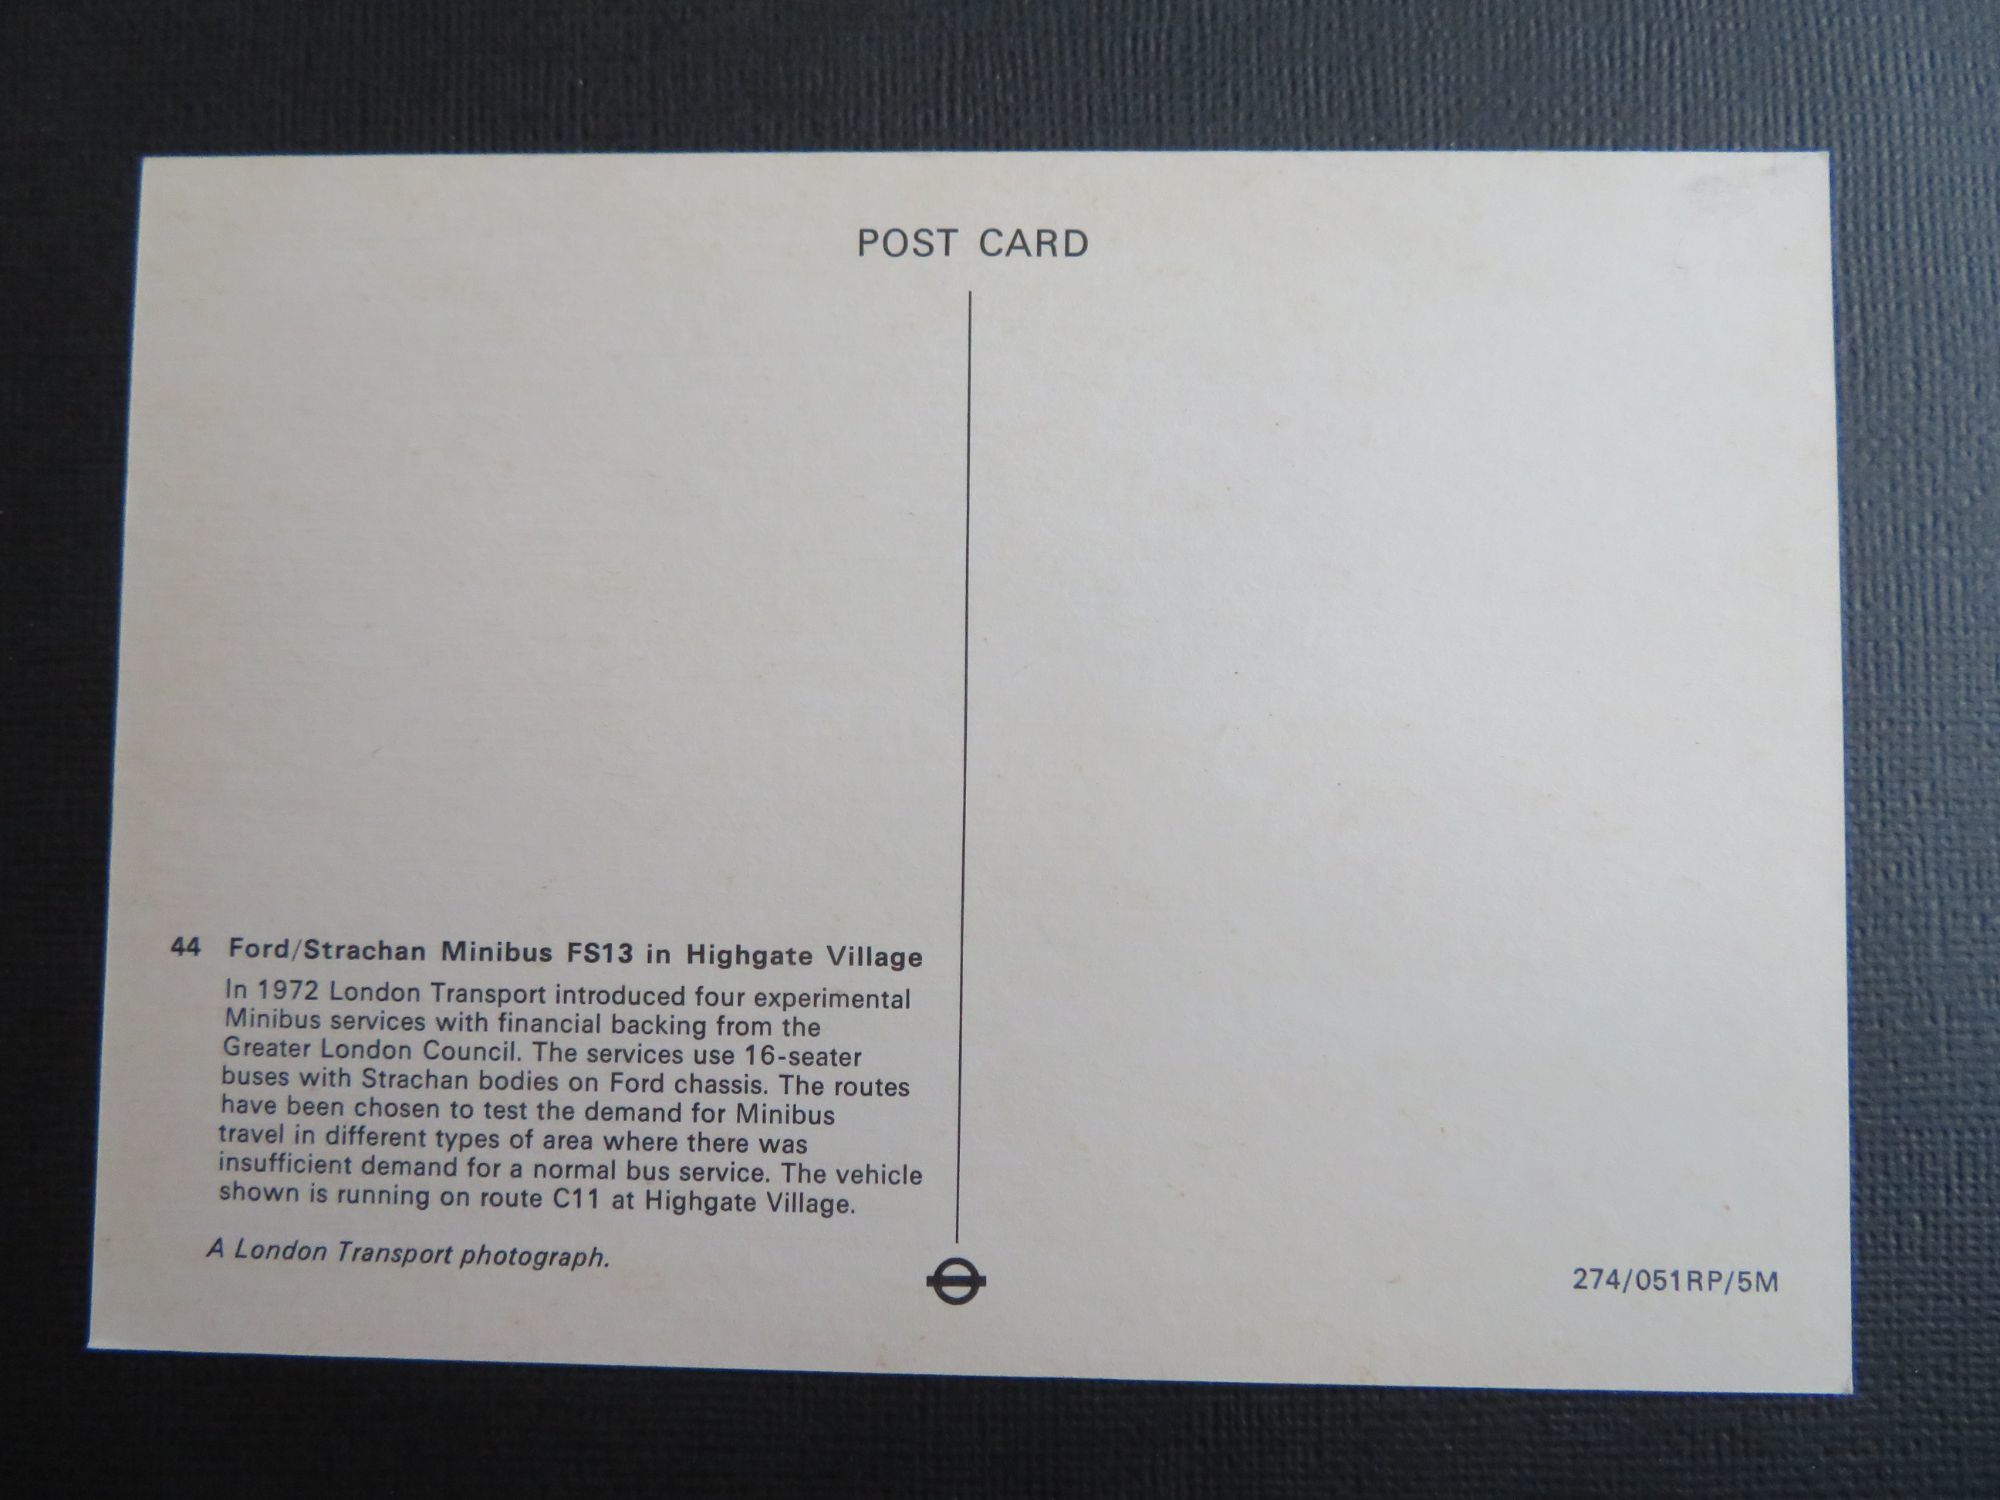 POST CARD
44 Ford/Strachan Minibus FS13 in Highgate Village
In 1972 London Transport introduced four experimental
Minibus services with financial backing from the
Greater London Council. The services use 16-seater
buses with Strachan bodies on Ford chassis. The routes
have been chosen to test the demand for Minibus
travel in different types of area where there was
insufficient demand for a normal bus service. The vehicle
shown is running on route C11 at Highgate Village.
A London Transport photograph.
274/051RP/5M